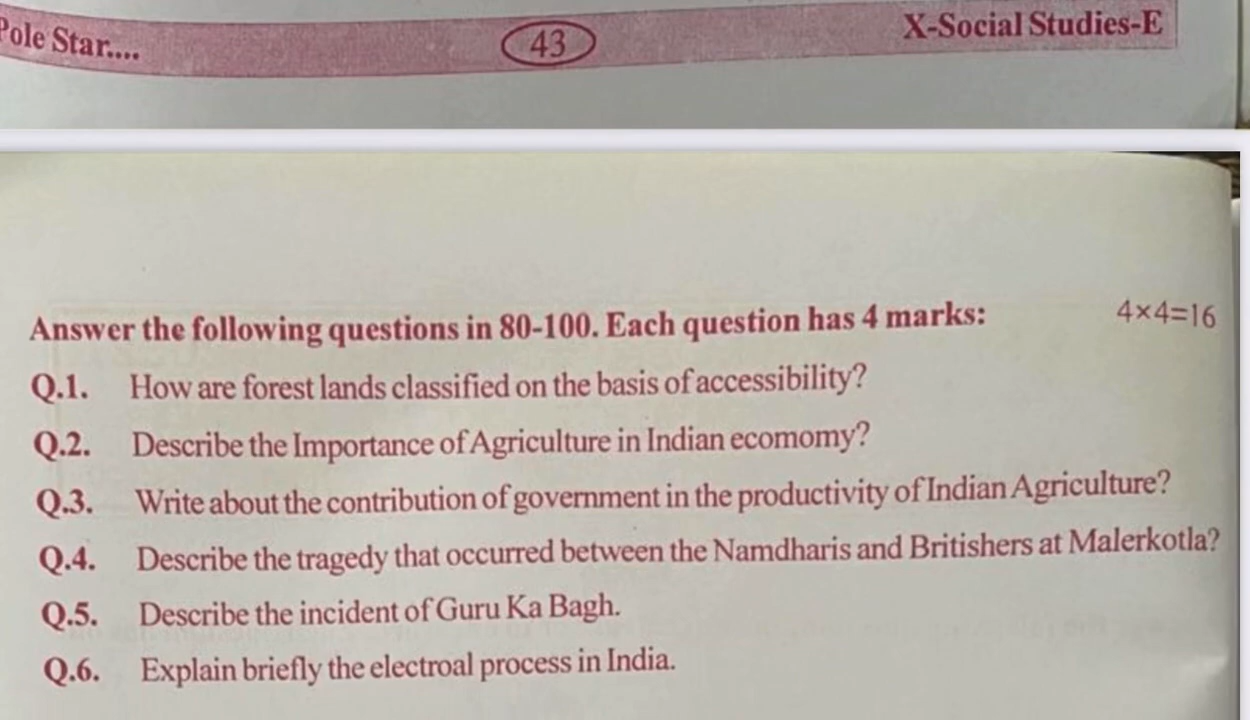 Pole Star....
43
X-Social Studies-E
Answer the following questions in 80-100. Each question has 4 marks: 4×4=16
Q.1. How are forest lands classified on the basis of accessibility?
Q.2. Describe the Importance of Agriculture in Indian ecomomy?
Q.3. Write about the contribution of government in the productivity of Indian Agriculture?
Q.4. Describe the tragedy that occurred between the Namdharis and Britishers at Malerkotla?
Q.5. Describe the incident of Guru Ka Bagh.
Q.6. Explain briefly the electroal process in India.